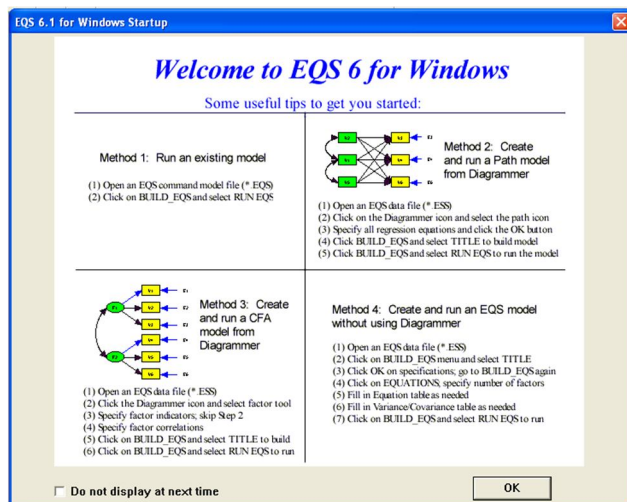 EQS 6.1 for Windows Startup
Welcome to EQS 6 for Windows
Some useful tips to get you started:
Method 1: Run an existing model
(1) Open an EQS command model file (*.EQS)
(2) Click on BUILD_EQS and select RUN EQS
Method 2: Create
and run a Path model
from Diagrammer
(1) Open an EQS data file (*.ESS)
(2) Click on the Diagrammer icon and select the path icon
(3) Specify all regression equations and click the OK button
(4) Click BUILD_EQS and select TITLE to build model
(5) Click BUILD_EQS and select RUN EQS to run the model
Method 3: Create
and run a CFA
model from
Diagrammer
(1) Open an EQS data file (*.ESS)
(2) Click the Diagrammer icon and select factor tool
(3) Specify factor indicators; skip Step 2
(4) Specify factor correlations
(5) Click on BUILD_EQS and select TITLE to build
(6) Click on BUILD_EQS and select RUN EQS to run
Method 4: Create and run an EQS model
without using Diagrammer
(1) Open an EQS data file (*.ESS)
(2) Click on BUILD_EQS menu and select TITLE
(3) Click OK on specifications; go to BUILD_EQS again
(4) Click on EQUATIONS, specify number of factors
(5) Fill in Equation table as needed
(6) Fill in Variance/Covariance table as needed
(7) Click on BUILD_EQS and select RUN EQS to run
Do not display at next time
OK